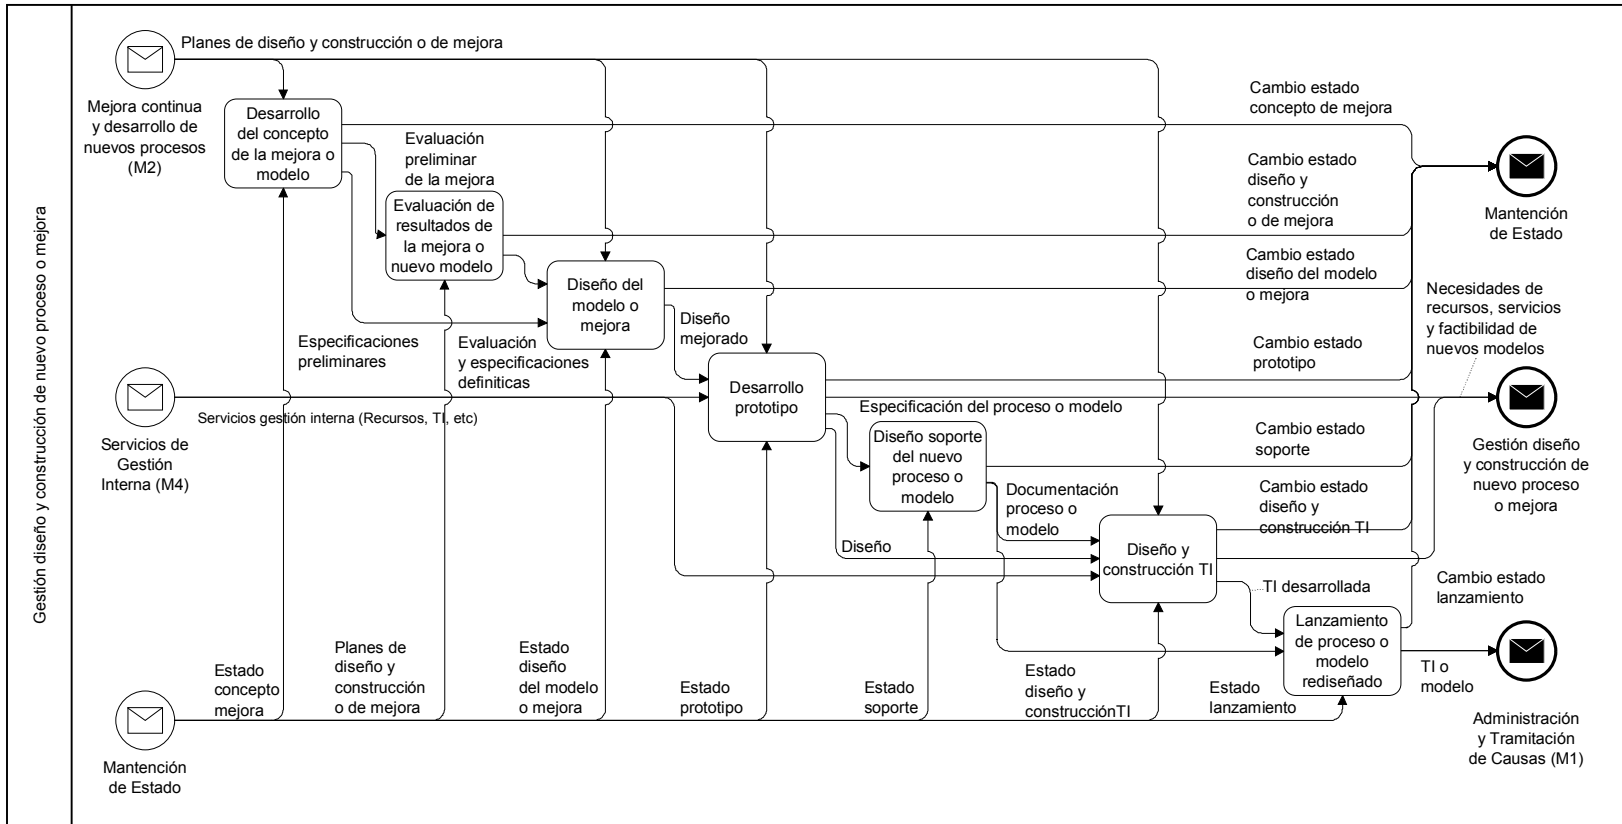 Gestión diseño y construcción de nuevo proceso o mejora
Planes de diseño y construcción o de mejora
Mejora continua
y desarrollo de
nuevos procesos
(M2)
Desarrollo
del concepto
de la mejora o
modelo
Evaluación
preliminar
de la mejora
Evaluación de
resultados de
la mejora o
nuevo modelo
Diseño del
modelo o
mejora
Especificaciones
preliminares
Evaluación
y especificaciones
definiticas
Diseño
mejorado
Desarrollo
prototipo
Servicios gestión interna (Recursos, TI, etc)
Servicios de
Gestión
Interna (M4)
Especificación del proceso o modelo
Diseño soporte
del nuevo
proceso o
modelo
Documentación
proceso o
modelo
Diseño
Diseño y
construcción TI
TI desarrollada
Lanzamiento
de proceso o
modelo
rediseñado
Cambio estado
concepto de mejora
Cambio estado
diseño y
construcción
o de mejora
Cambio estado
diseño del modelo
o mejora
Cambio estado
prototipo
Cambio estado
soporte
Cambio estado
diseño y
construcción TI
Cambio estado
lanzamiento
Mantención
de Estado
Necesidades de
recursos, servicios
y factibilidad de
nuevos modelos
Gestión diseño
y construcción de
nuevo proceso
o mejora
TI o
modelo
Administración
y Tramitación
de Causas (M1)
Estado
concepto
mejora
Planes de
diseño y
construcción
o de mejora
Estado
diseño
del modelo
o mejora
Estado
prototipo
Estado
soporte
Estado
diseño y
construcciónTI
Estado
lanzamiento
Mantención
de Estado